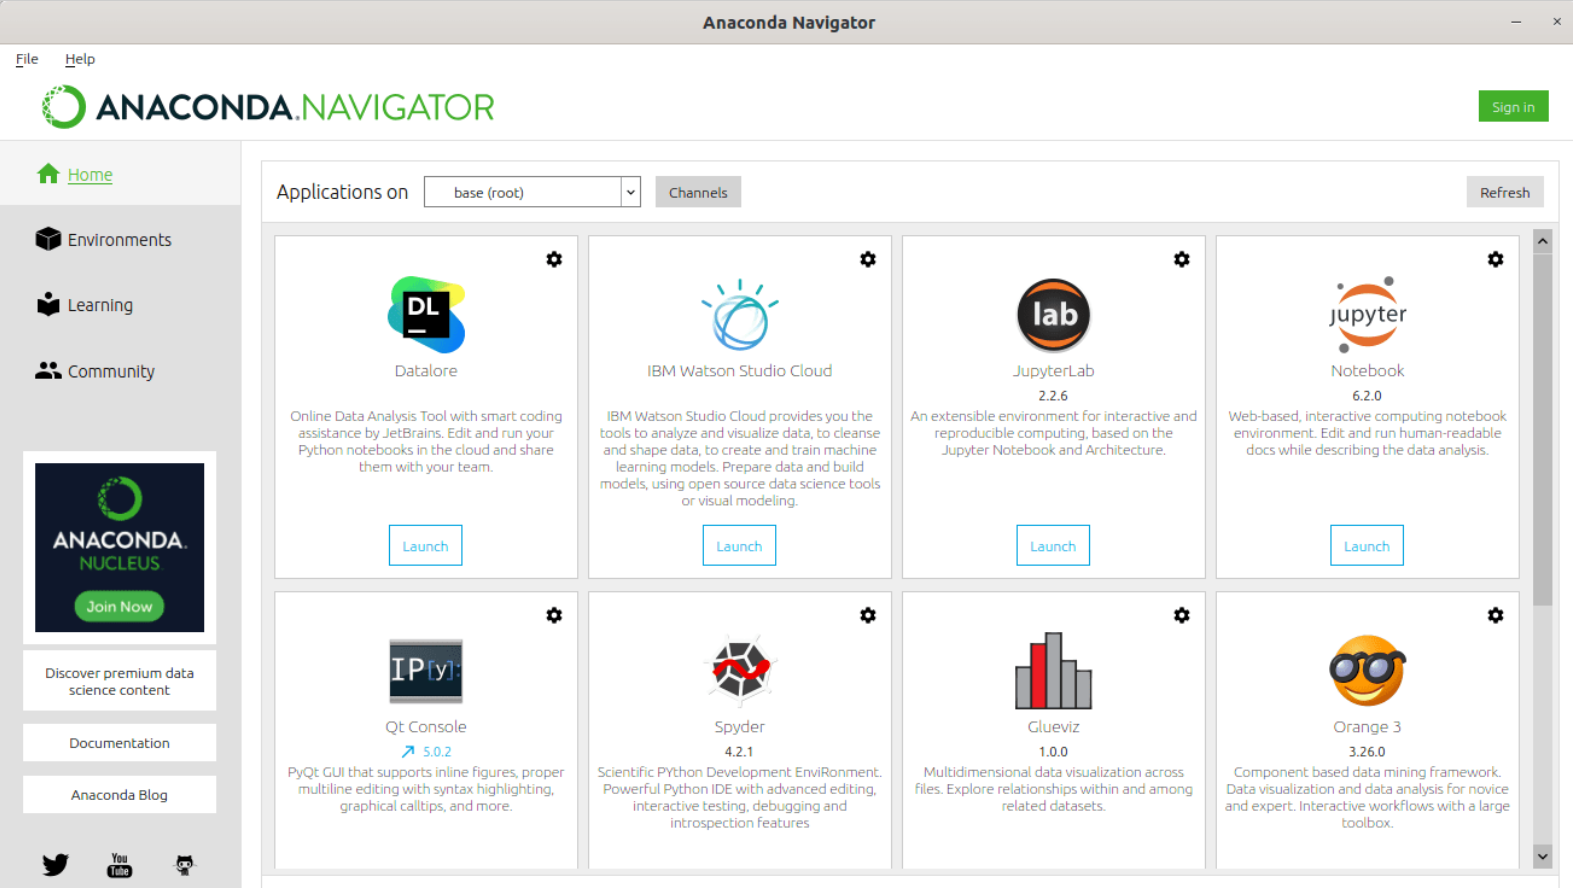 Anaconda Navigator
File Help
ANACONDA.NAVIGATOR
Sign in
Home
Environments
Learning
Community
ANACONDA.
NUCLEUS
Join Now
Discover premium data
science content
Documentation
Anaconda Blog
You
Tube
Applications on base (root) Channels Refresh
DL
Datalore
Online Data Analysis Tool with smart coding
assistance by JetBrains. Edit and run your
Python notebooks in the cloud and share
them with your team.
Launch
IBM Watson Studio Cloud
IBM Watson Studio Cloud provides you the
tools to analyze and visualize data, to cleanse
and shape data, to create and train machine
learning models. Prepare data and build
models, using open source data science tools
or visual modeling.
Launch
lab
JupyterLab
2.2.6
An extensible environment for interactive and
reproducible computing, based on the
Jupyter Notebook and Architecture.
Launch
jupyter
Notebook
6.2.0
Web-based, interactive computing notebook
environment. Edit and run human-readable
docs while describing the data analysis.
Launch
IP[y]:
Qt Console
5.0.2
PyQt GUI that supports inline figures, proper
multiline editing with syntax highlighting,
graphical calltips, and more.
Spyder
4.2.1
Scientific PYthon Development EnviRonment.
Powerful Python IDE with advanced editing,
interactive testing, debugging and
introspection features
Glueviz
1.0.0
Multidimensional data visualization across
files. Explore relationships within and among
related datasets.
Orange 3
3.26.0
Component based data mining framework.
Data visualization and data analysis for novice
and expert. Interactive workflows with a large
toolbox.